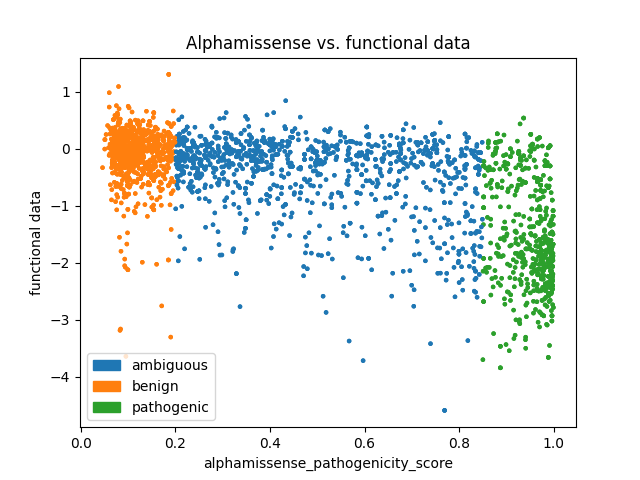 Alphamissense vs. functional data
functional data
1
0
−1
−2
−3
−4
ambiguous
benign
pathogenic
0.0 0.2 0.4 0.6 0.8 1.0
alphamissense_pathogenicity_score